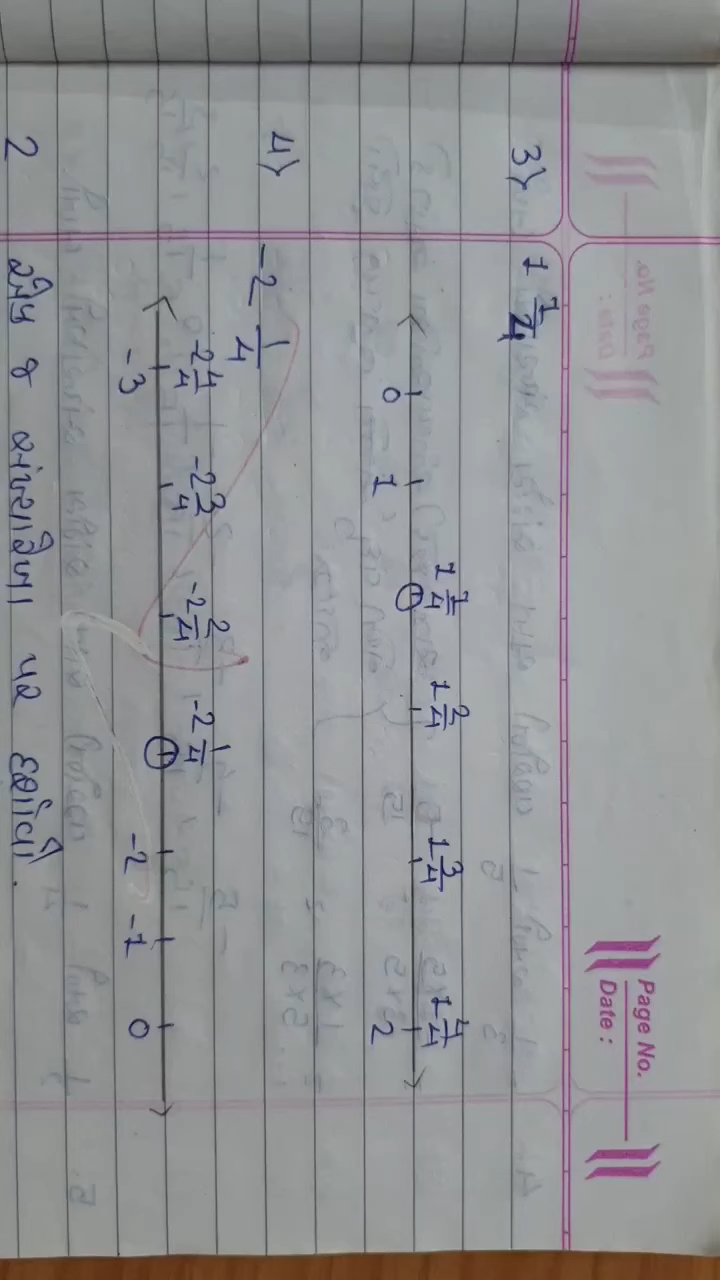 Page No.
Date :
3) 1 1/4
1 1/4 1 2/4 1 3/4 1 4/4
0 1 2
4) -2 1/4
-2 4/4 -2 3/4 -2 2/4 -2 1/4
-3 -2 -1 0
2 સંખ્યારેખા પર દર્શાવો.